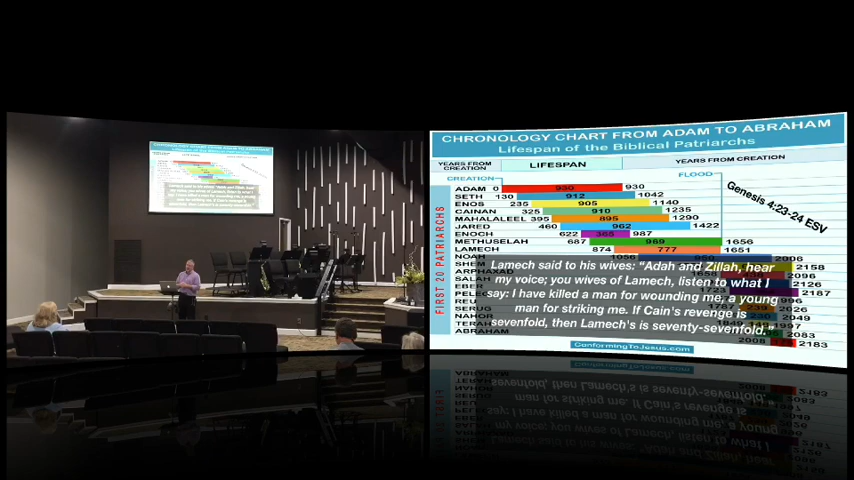 CHRONOLOGY CHART FROM ADAM TO ABRAHAM
Lifespan of the Biblical Patriarchs
YEARS FROM CREATION
LIFESPAN
YEARS FROM CREATION
CREATION
FLOOD
Genesis 4:23-24 ESV
FIRST 20 PATRIARCHS
ADAM 0 930 930
SETH 130 912 1042
ENOS 235 905 1140
CAINAN 325 910 1235
MAHALALEEL 395 895 1290
JARED 460 962 1422
ENOCH 622 365 987
METHUSELAH 687 969 1656
LAMECH 874 777 1651
NOAH 1056 950 2006
SHEM 2158
ARPHAXAD 2096
SALAH 2126
EBER 2187
1996
SERUG 2026
NAHOR 2049
1997
ABRAHAM 2083
2008 2183
Lamech said to his wives: "Adah and Zillah, hear
my voice; you wives of Lamech, listen to what I
say: I have killed a man for wounding me, a young
man for striking me. If Cain's revenge is
sevenfold, then Lamech's is seventy-sevenfold."
ConformingToJesus.com